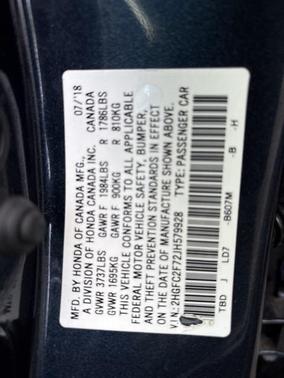 MFD. BY HONDA OF CANADA MFG., 07/'18
A DIVISION OF HONDA CANADA INC. CANADA
GVWR 3737LBS GAWR F 1984LBS R 1786LBS
GVWR 1695KG GAWR F 900KG R 810KG
THIS VEHICLE CONFORMS TO ALL APPLICABLE
FEDERAL MOTOR VEHICLE SAFETY, BUMPER,
AND THEFT PREVENTION STANDARDS IN EFFECT
ON THE DATE OF MANUFACTURE SHOWN ABOVE.
V.I.N.: 2HGFC2F72JH579928 TYPE: PASSENGER CAR
TBD J LD7 -B607M -B -H